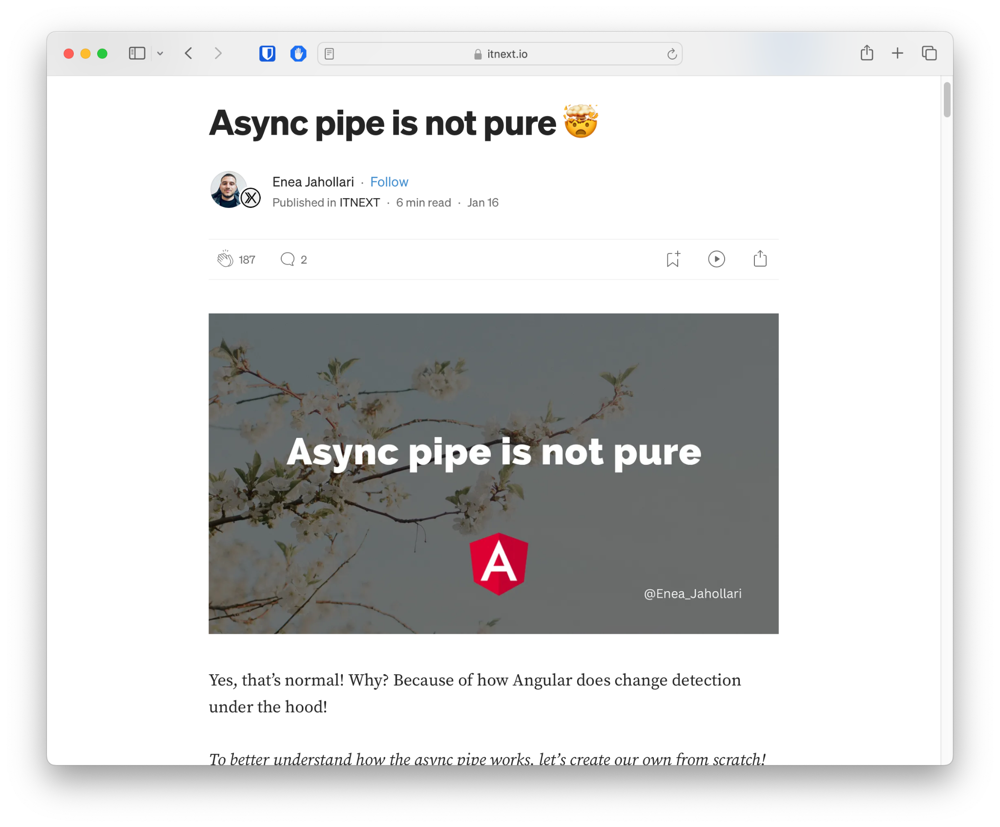 itnext.io
Async pipe is not pure 🤯
Enea Jahollari · Follow
Published in ITNEXT · 6 min read · Jan 16
187 2
Async pipe is not pure
A
@Enea_Jahollari
Yes, that’s normal! Why? Because of how Angular does change detection
under the hood!
To better understand how the async pipe works, let’s create our own from scratch!